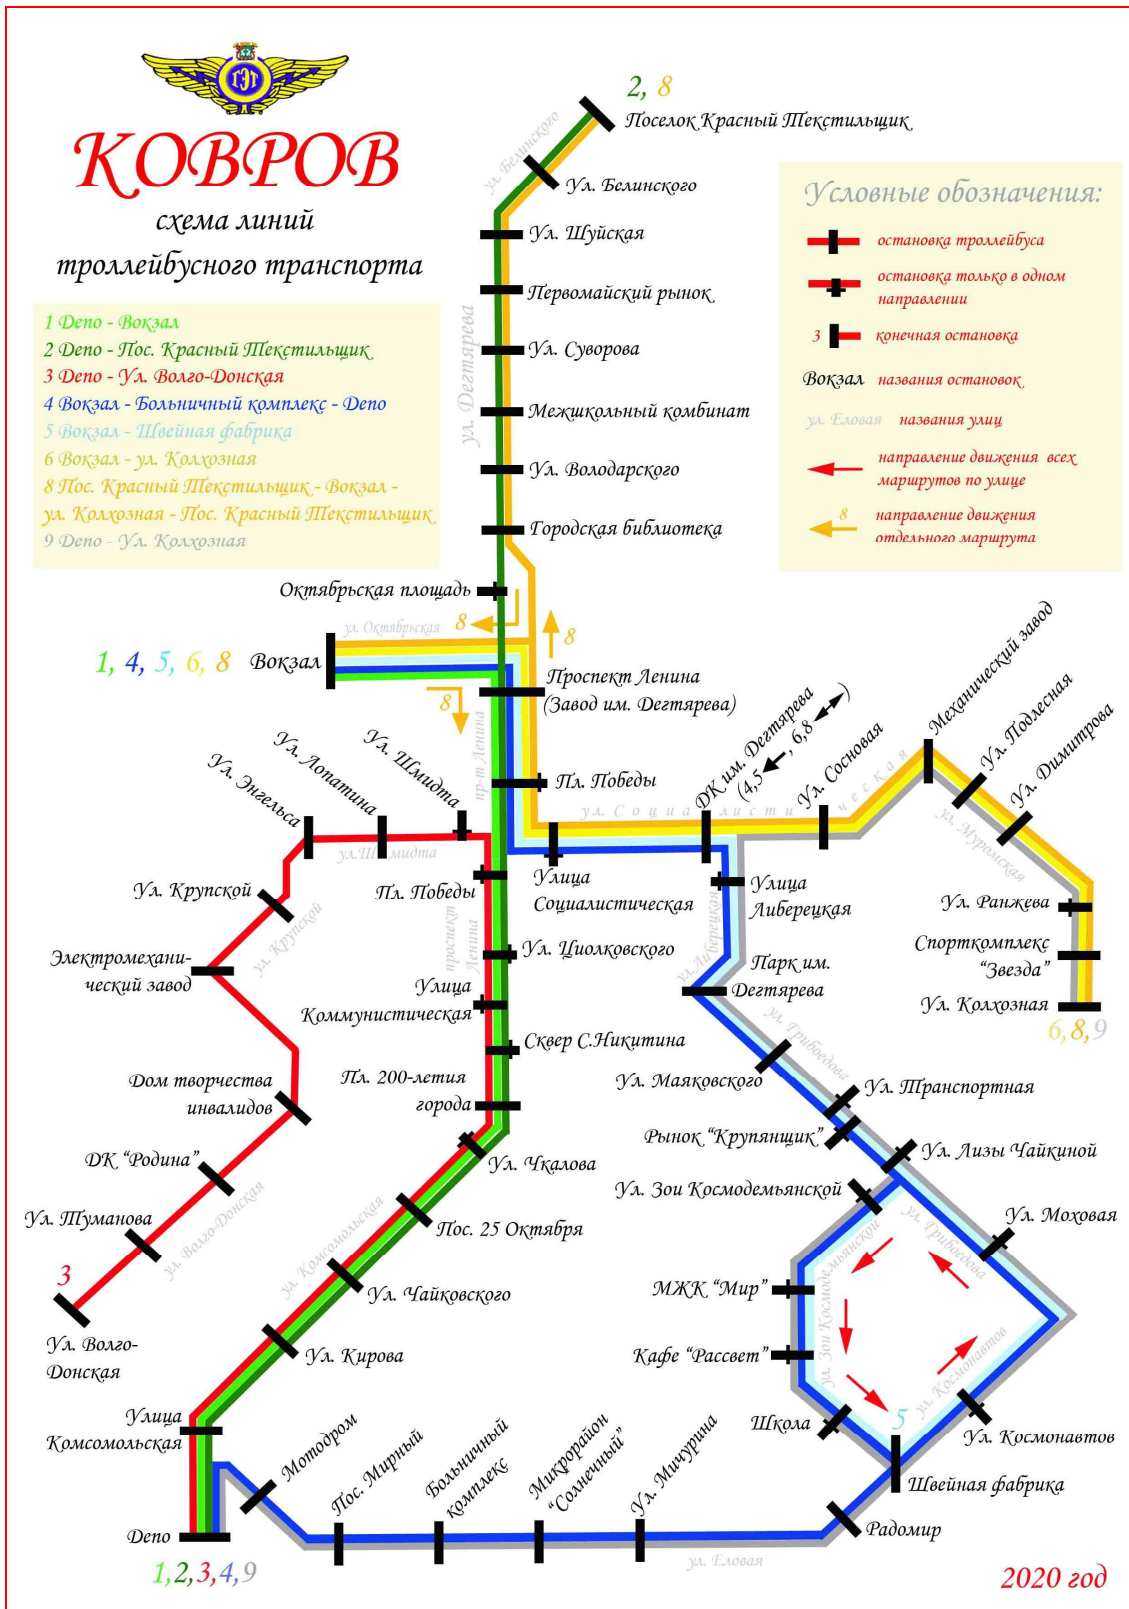 ГЭТ
КОВРОВ
схема линий
троллейбусного транспорта
1 Депо - Вокзал
2 Депо - Пос. Красный Текстильщик
3 Депо - Ул. Волго-Донская
4 Вокзал - Больничный комплекс - Депо
5 Вокзал - Швейная фабрика
6 Вокзал - ул. Колхозная
8 Пос. Красный Текстильщик - Вокзал -
ул. Колхозная - Пос. Красный Текстильщик
9 Депо - Ул. Колхозная
Условные обозначения:
остановка троллейбуса
остановка только в одном
направлении
3
конечная остановка
Вокзал
названия остановок
ул. Еловая
названия улиц
направление движения всех
маршрутов по улице
8
направление движения
отдельного маршрута
2, 8
Поселок Красный Текстильщик
ул. Белинского
Ул. Белинского
Ул. Шуйская
Первомайский рынок
ул. Дегтярева
Ул. Суворова
Межшкольный комбинат
Ул. Володарского
Городская библиотека
Октябрьская площадь
8
8
ул. Октябрьская
1, 4, 5, 6, 8
Вокзал
8
Проспект Ленина
(Завод им. Дегтярева)
пр-т Ленина
Пл. Победы
ул. Социалистическая
ДК им. Дегтярева
(4,5 , 6,8 )
Ул. Сосновая
Механический завод
Ул. Подлесная
Ул. Димитрова
ул. Муромская
Ул. Ранжева
Спорткомплекс
"Звезда"
Ул. Колхозная
6,8,9
Ул. Шмидта
Ул. Лопатина
Ул. Энгельса
ул. Шмидта
Ул. Крупской
ул. Крупской
Электромехани-
ческий завод
Дом творчества
инвалидов
ДК "Родина"
ул. Волго-Донская
Ул. Туманова
3
Ул. Волго-
Донская
Пл. Победы
проспект
Ленина
Ул. Циолковского
Улица
Коммунистическая
Сквер С.Никитина
Пл. 200-летия
города
Ул. Чкалова
Пос. 25 Октября
ул. Комсомольская
Ул. Чайковского
Ул. Кирова
Улица
Комсомольская
Депо
1,2,3,4,9
Улица
Социалистическая
Улица
Либерецкая
ул. Либерецкая
Парк им.
Дегтярева
ул. Грибоедова
Ул. Маяковского
Ул. Транспортная
Рынок "Крупянщик"
Ул. Лизы Чайкиной
Ул. Зои Космодемьянской
ул. Грибоедова
Ул. Моховая
МЖК "Мир"
ул. Зои Космодемьянской
Кафе "Рассвет"
ул. Космонавтов
Школа
5
Ул. Космонавтов
Швейная фабрика
Радомир
Мотодром
Пос. Мирный
Больничный
комплекс
Микрорайон
"Солнечный"
Ул. Мичурина
ул. Еловая
2020 год